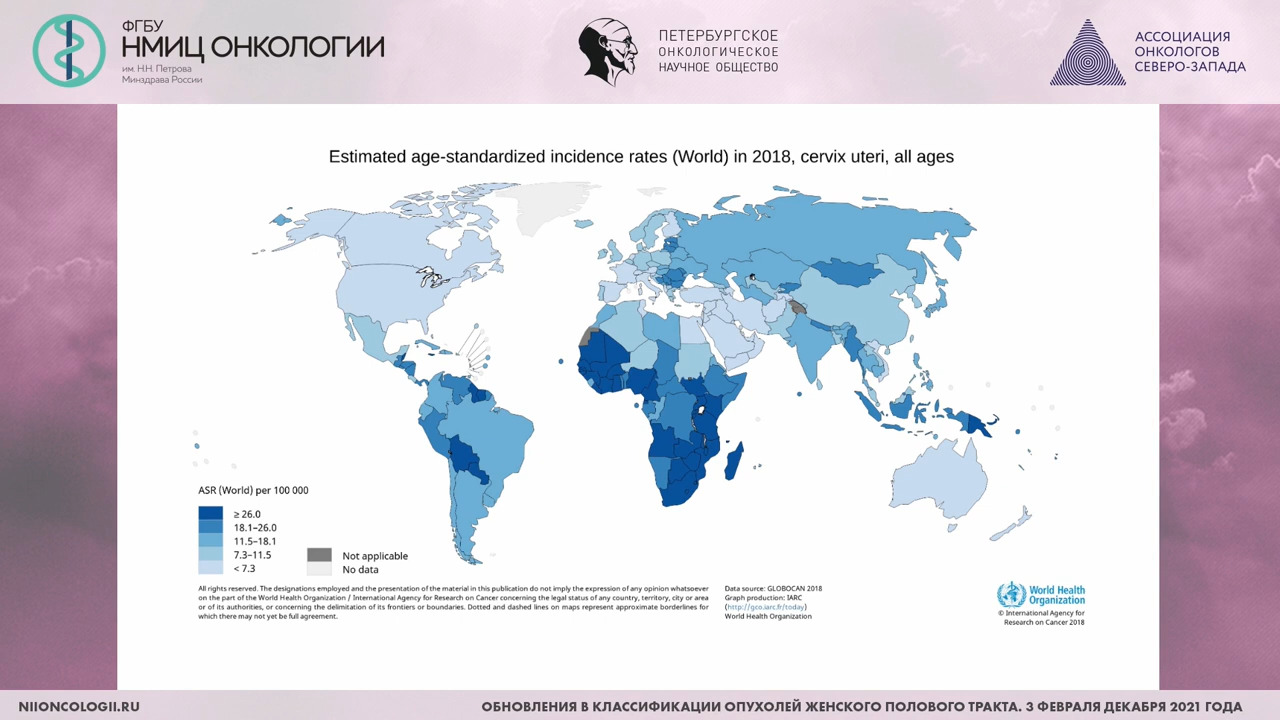 ФГБУ
НМИЦ ОНКОЛОГИИ
им. Н.Н. Петрова
Минздрава России
ПЕТЕРБУРГСКОЕ
ОНКОЛОГИЧЕСКОЕ
НАУЧНОЕ ОБЩЕСТВО
АССОЦИАЦИЯ
ОНКОЛОГОВ
СЕВЕРО-ЗАПАДА
Estimated age-standardized incidence rates (World) in 2018, cervix uteri, all ages
ASR (World) per 100 000
≥ 26.0
18.1–26.0
11.5–18.1
7.3–11.5
< 7.3
Not applicable
No data
All rights reserved. The designations employed and the presentation of the material in this publication do not imply the expression of any opinion whatsoever
on the part of the World Health Organization / International Agency for Research on Cancer concerning the legal status of any country, territory, city or area
or of its authorities, or concerning the delimitation of its frontiers or boundaries. Dotted and dashed lines on maps represent approximate borderlines for
which there may not yet be full agreement.
Data source: GLOBOCAN 2018
Graph production: IARC
(http://gco.iarc.fr/today)
World Health Organization
World Health
Organization
© International Agency for
Research on Cancer 2018
NIIONCOLOGII.RU
ОБНОВЛЕНИЯ В КЛАССИФИКАЦИИ ОПУХОЛЕЙ ЖЕНСКОГО ПОЛОВОГО ТРАКТА. 3 ФЕВРАЛЯ ДЕКАБРЯ 2021 ГОДА